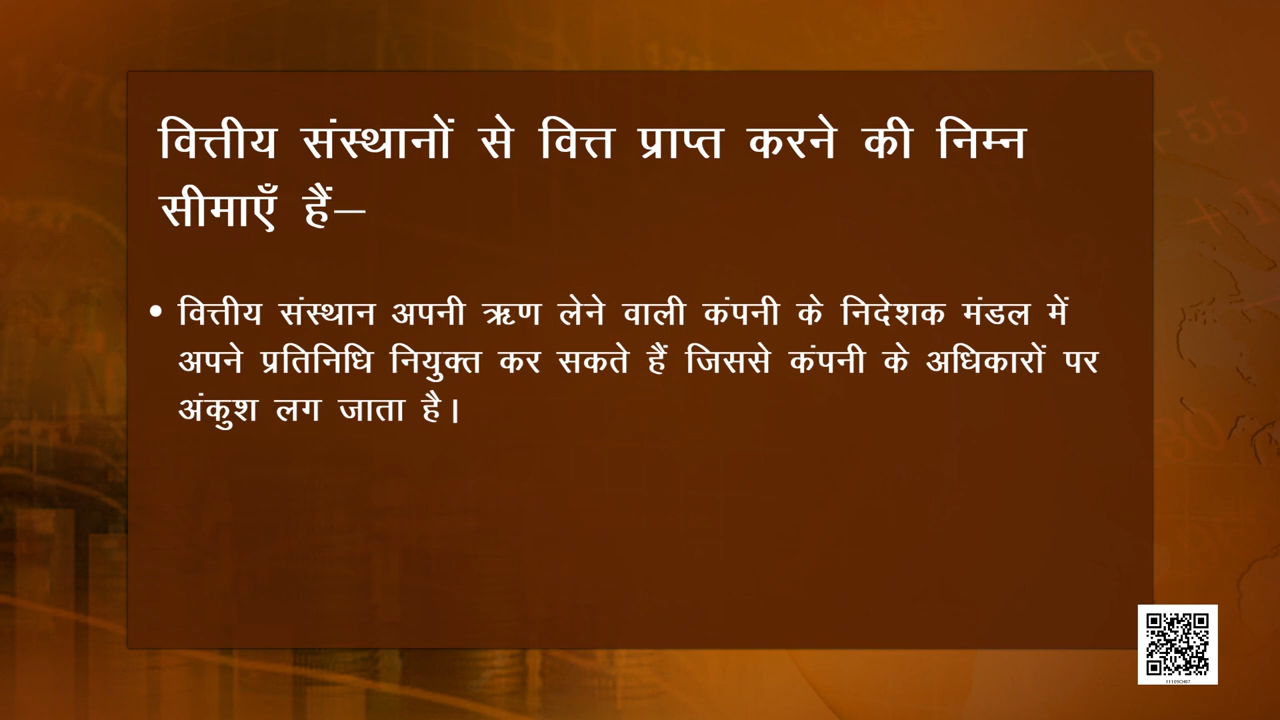 वित्तीय संस्थानों से वित्त प्राप्त करने की निम्न
सीमाएँ हैं–
• वित्तीय संस्थान अपनी ऋण लेने वाली कंपनी के निदेशक मंडल में
अपने प्रतिनिधि नियुक्त कर सकते हैं जिससे कंपनी के अधिकारों पर
अंकुश लग जाता है।